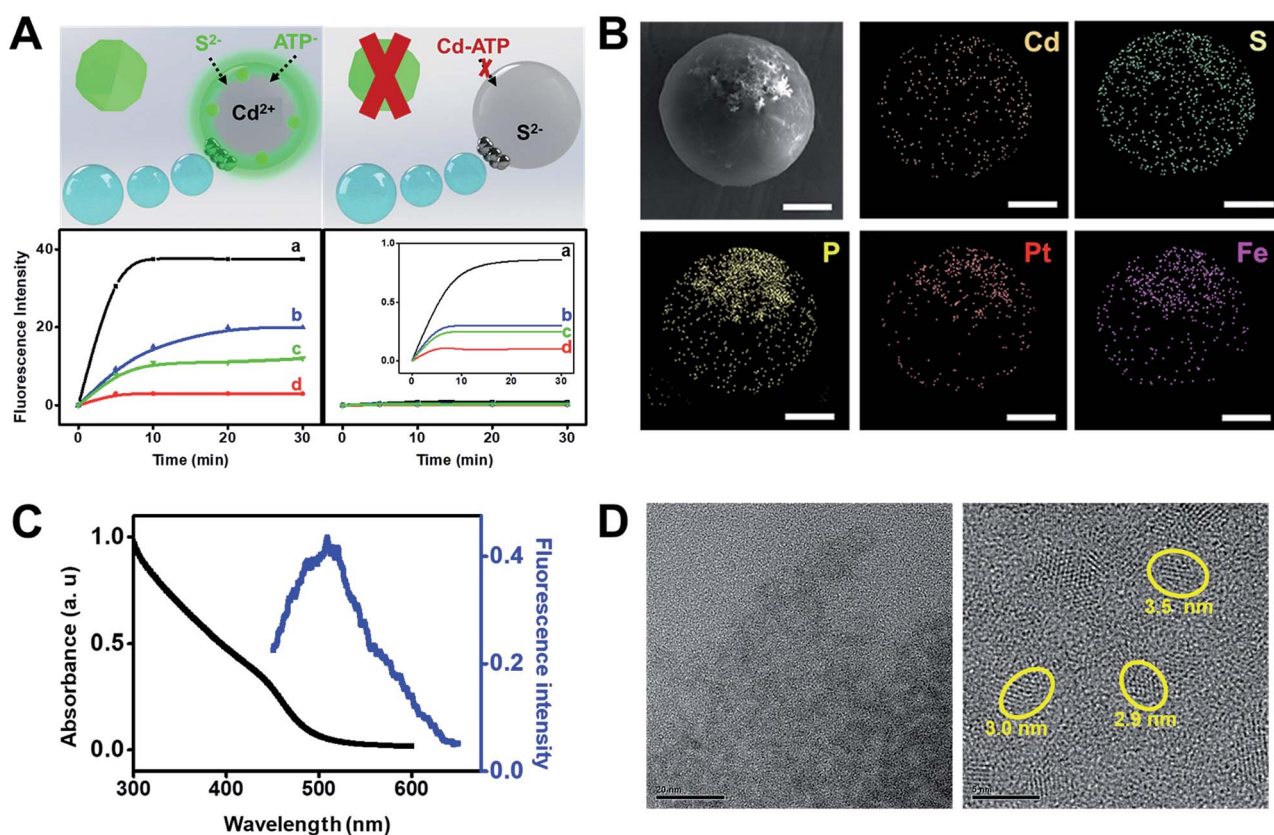 A
S²⁻
ATP⁻
Cd²⁺
Cd-ATP
S²⁻
Fluorescence Intensity
40
20
0
a
b
c
d
0
10
20
30
Time (min)
1.0
0.5
0.0
a
b
c
d
0
10
20
30
0
10
20
30
Time (min)
B
Cd
S
P
Pt
Fe
C
Absorbance (a. u)
1.0
0.5
0.0
300
400
500
600
Wavelength (nm)
0.4
0.2
0.0
Fluorescence intensity
D
20 nm
3.5 nm
3.0 nm
2.9 nm
5 nm